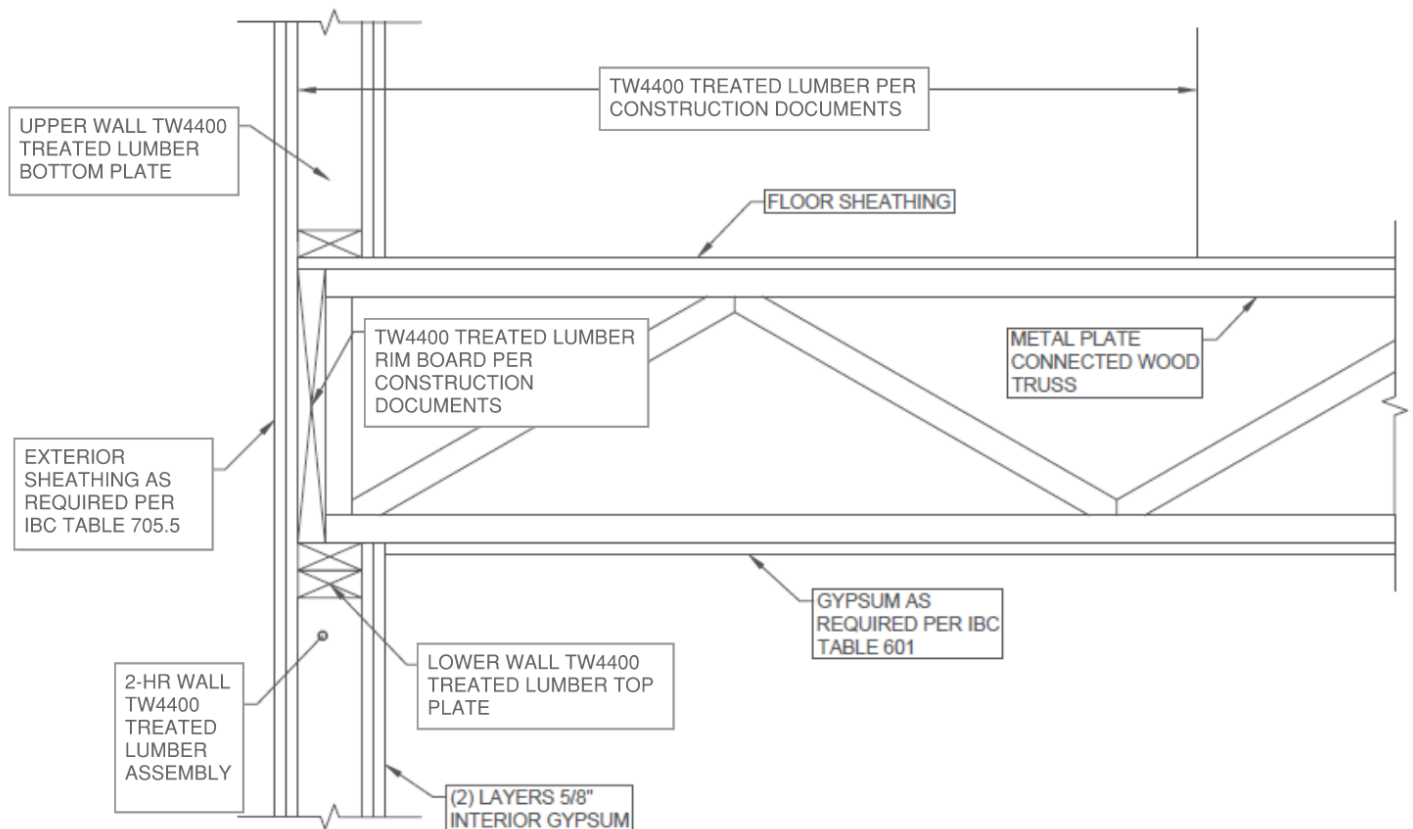 TW4400 TREATED LUMBER PER
CONSTRUCTION DOCUMENTS
UPPER WALL TW4400
TREATED LUMBER
BOTTOM PLATE
FLOOR SHEATHING
TW4400 TREATED LUMBER
RIM BOARD PER
CONSTRUCTION
DOCUMENTS
METAL PLATE
CONNECTED WOOD
TRUSS
EXTERIOR
SHEATHING AS
REQUIRED PER
IBC TABLE 705.5
GYPSUM AS
REQUIRED PER IBC
TABLE 601
LOWER WALL TW4400
TREATED LUMBER TOP
PLATE
2-HR WALL
TW4400
TREATED
LUMBER
ASSEMBLY
(2) LAYERS 5/8"
INTERIOR GYPSUM